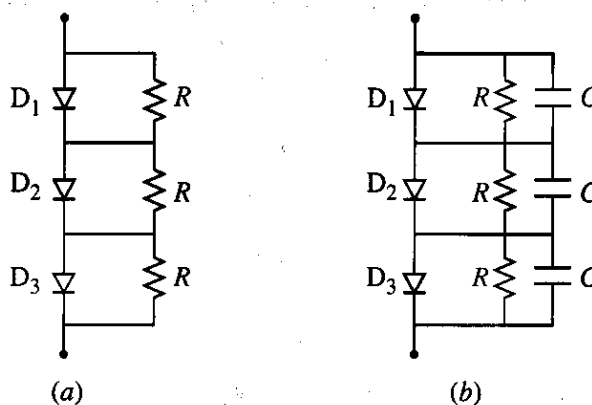 D₁ R
D₂ R
D₃ R
(a)
D₁ R C
D₂ R C
D₃ R C
(b)